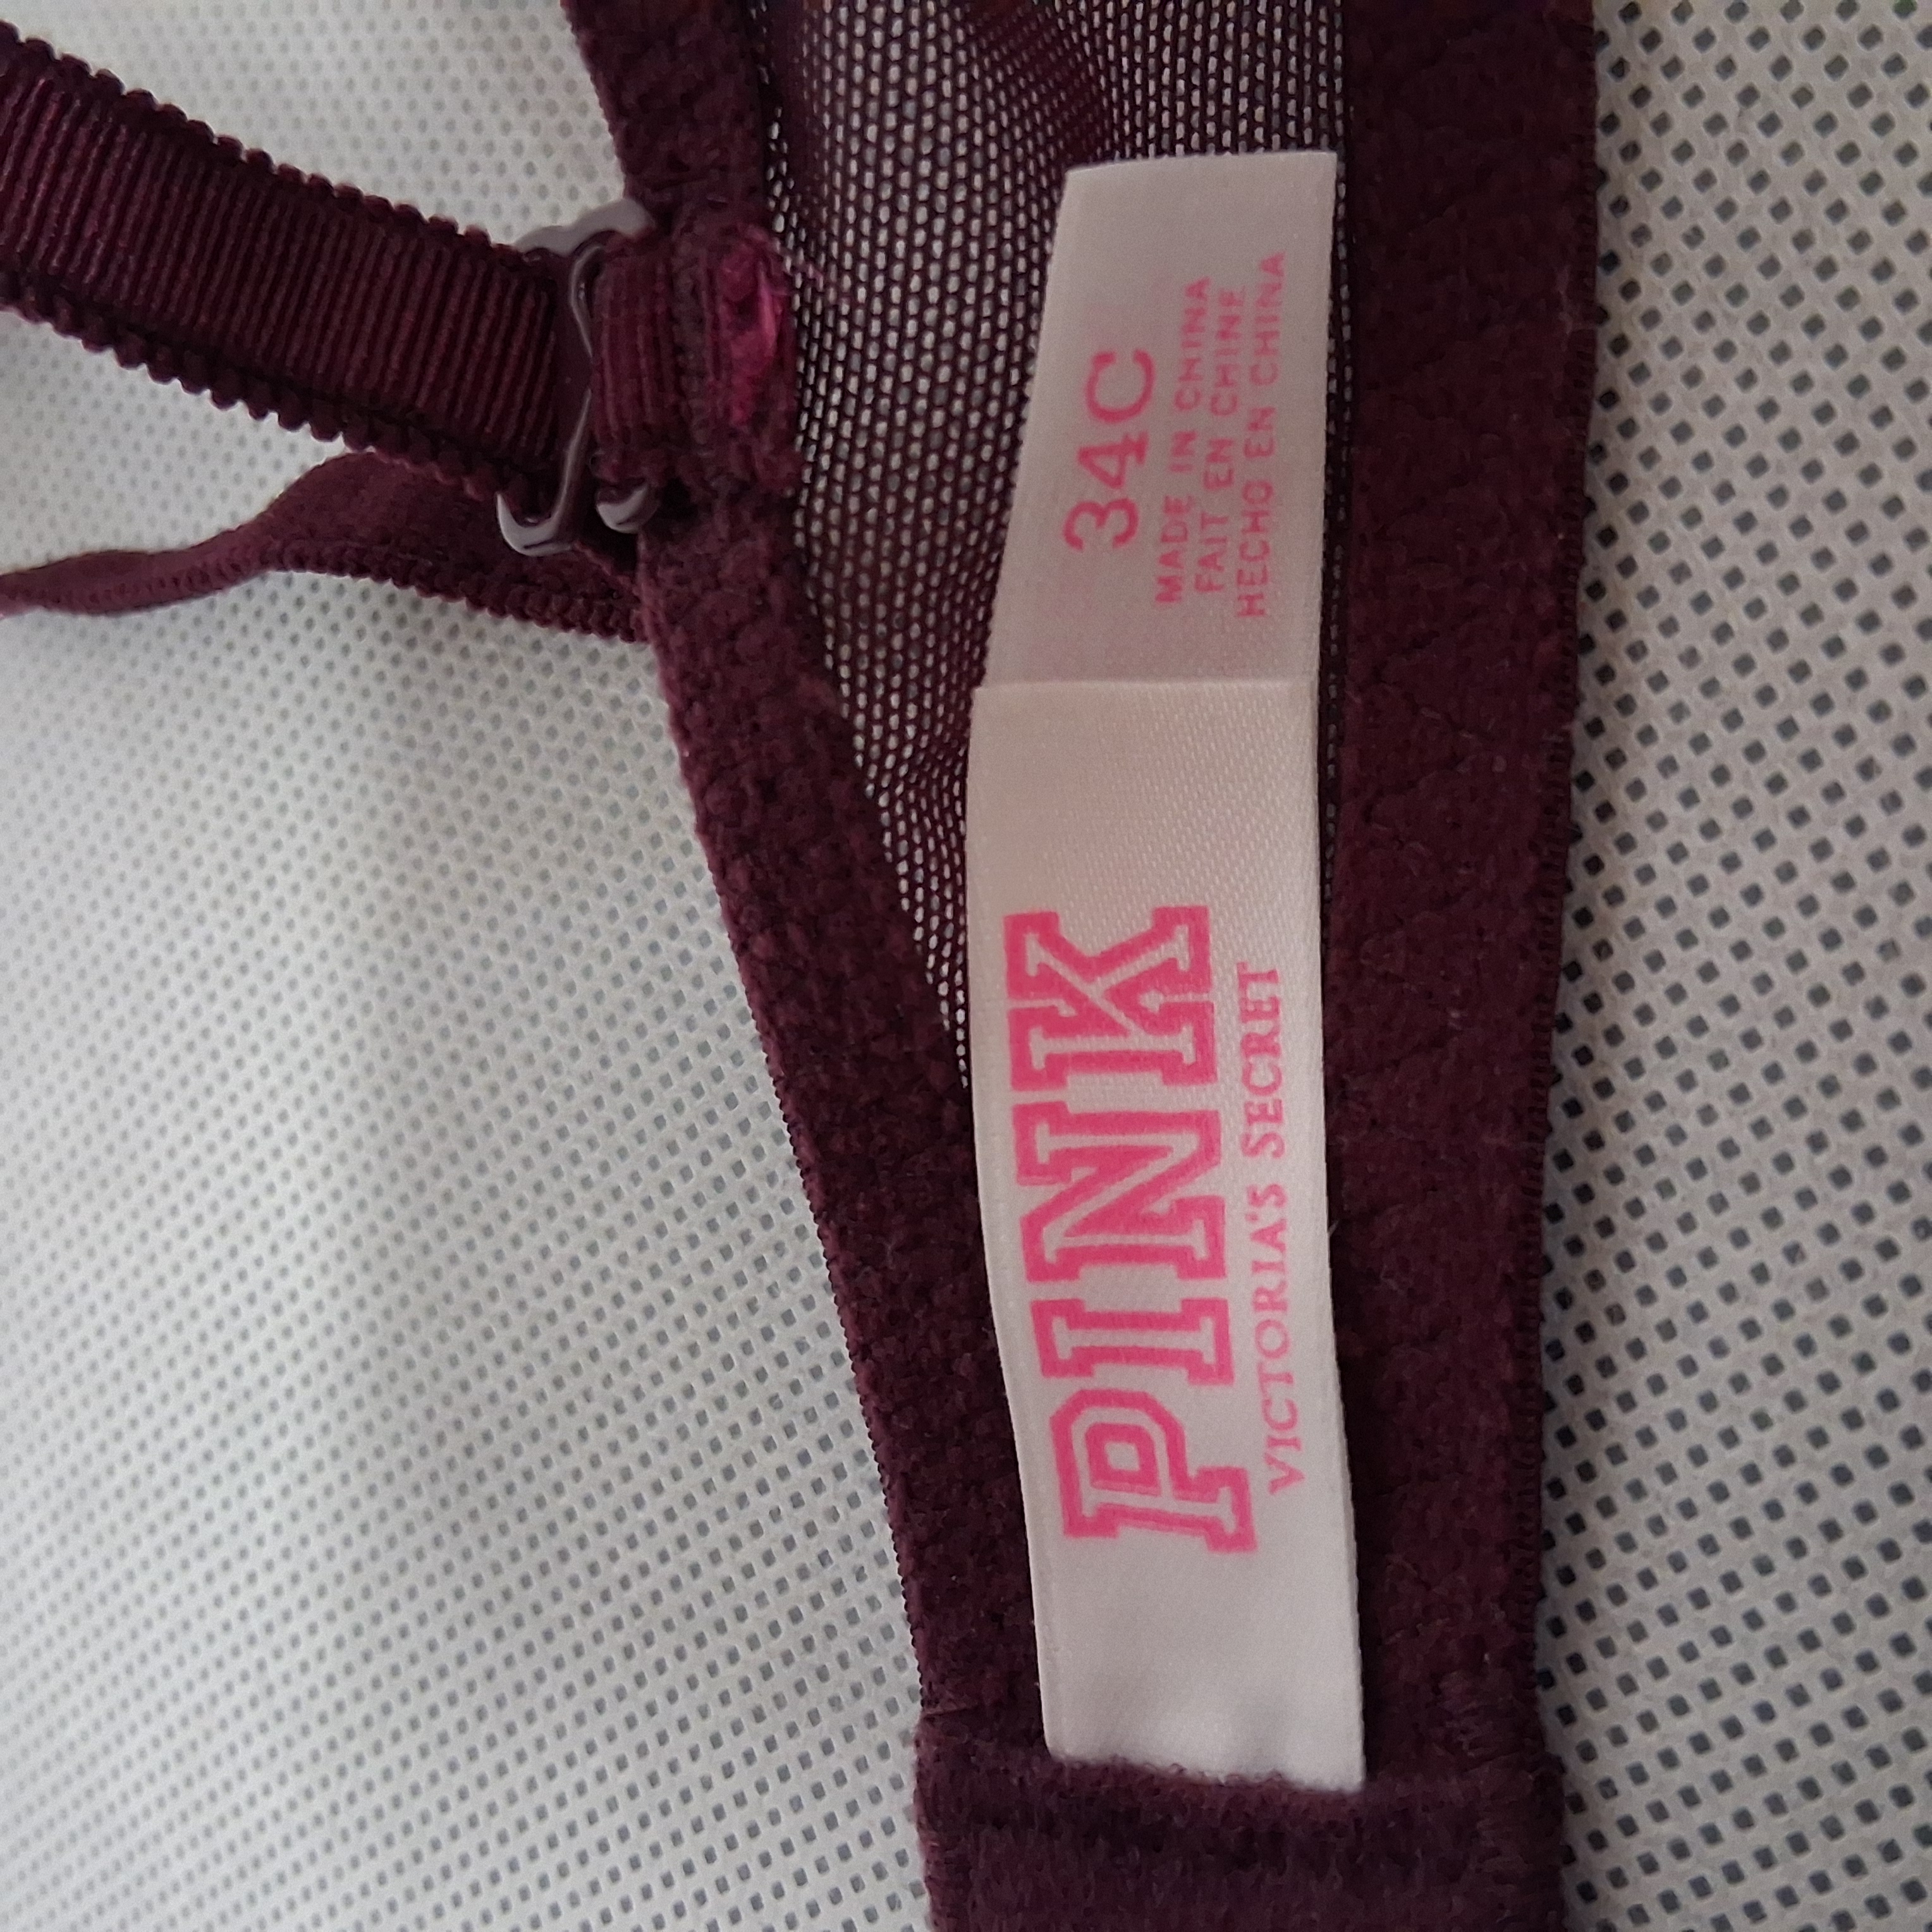 PINK
VICTORIA'S SECRET
34C
MADE IN CHINA
FAIT EN CHINE
HECHO EN CHINA